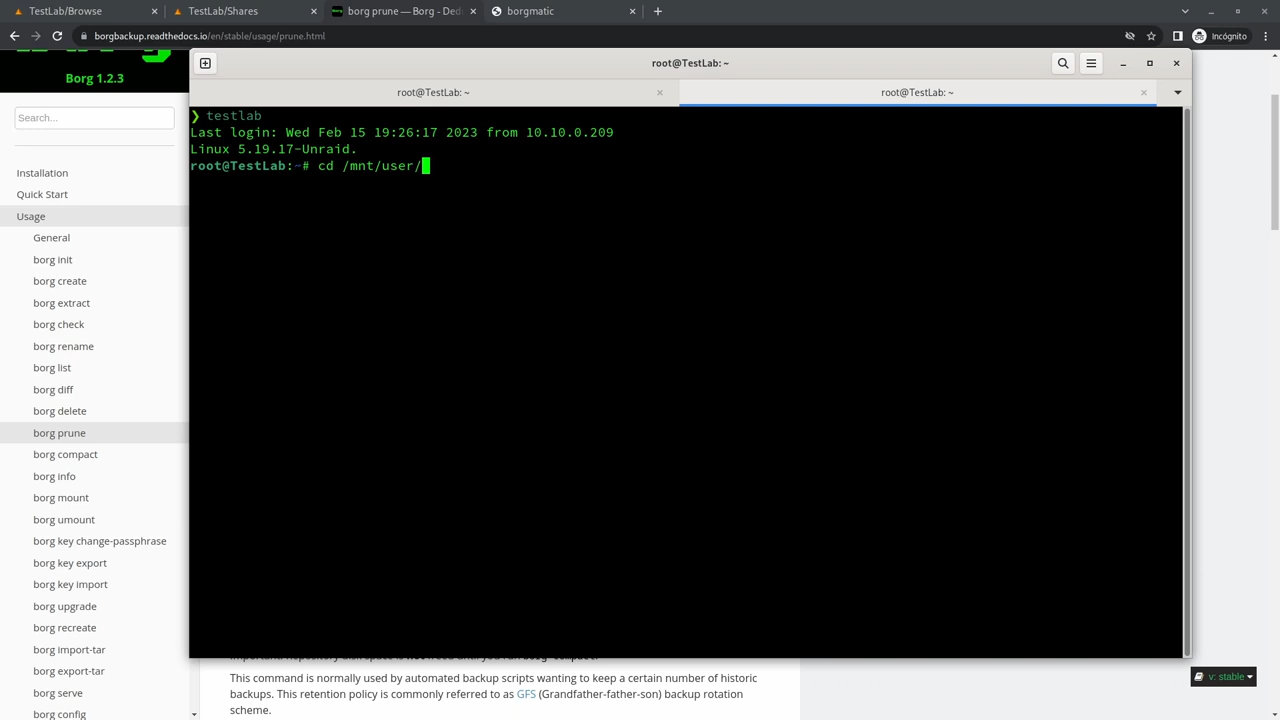 TestLab/Browse
TestLab/Shares
borg prune — Borg - Ded
borgmatic
borgbackup.readthedocs.io/en/stable/usage/prune.html
Incógnito
Borg 1.2.3
Search...
Installation
Quick Start
Usage
General
borg init
borg create
borg extract
borg check
borg rename
borg list
borg diff
borg delete
borg prune
borg compact
borg info
borg mount
borg umount
borg key change-passphrase
borg key export
borg key import
borg upgrade
borg recreate
borg import-tar
borg export-tar
borg serve
borg config
root@TestLab: ~
root@TestLab: ~
root@TestLab: ~
❯ testlab
Last login: Wed Feb 15 19:26:17 2023 from 10.10.0.209
Linux 5.19.17-Unraid.
root@TestLab:~# cd /mnt/user/
This command is normally used by automated backup scripts wanting to keep a certain number of historic
backups. This retention policy is commonly referred to as GFS (Grandfather-father-son) backup rotation
scheme.
v: stable